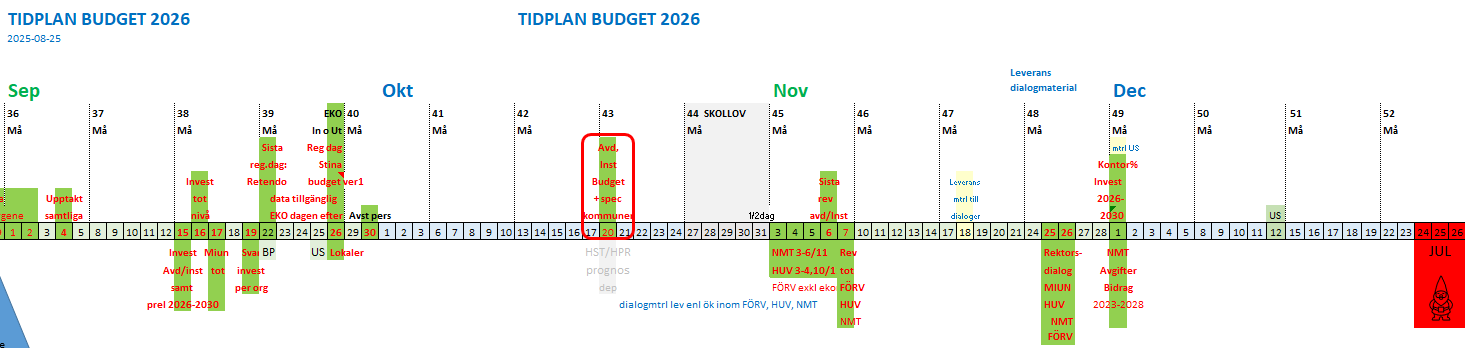 TIDPLAN BUDGET 2026 TIDPLAN BUDGET 2026
2025-08-25
Leverans
dialogmaterial
Sep Okt Nov Dec
36 37 38 39 EKO 40 41 42 43 44 SKOLLOV 45 46 47 48 49 50 51 52
Må Må Må Må In o Ut Må Må Må Må Må Må Må Må Må Må Må Må Må
Sista Reg dag Avd, mtrl US
reg.dag: Stina Inst Kontor%
Invest Retendo budget ver1 Budget Sista Leverans Invest
Upptakt tot data tillgänglig + spec rev mtrl till 2026-
rgene samtliga nivå EKO dagen efter Avst pers kommuner 1/2dag avd/Inst dialoger 2030 US
1 2 3 4 5 8 9 10 11 12 15 16 17 18 19 22 23 24 25 26 29 30 1 2 3 6 7 8 9 10 13 14 15 16 17 20 21 22 23 24 27 28 29 30 31 3 4 5 6 7 10 11 12 13 14 17 18 19 20 21 24 25 26 27 28 1 2 3 4 5 8 9 10 11 12 15 16 17 18 19 22 23 24 25 26
Invest Miun Svar BP US Lokaler HST/HPR NMT 3-6/11 Rev Rektors- NMT JUL
Avd/inst tot invest prognos HUV 3-4,10/1 tot dialog Avgifter
samt per org dep FÖRV exkl eko FÖRV MIUN Bidrag
prel 2026-2030 dialogmtrl lev enl ök inom FÖRV, HUV, NMT HUV HUV 2023-2028
NMT NMT
FÖRV
e